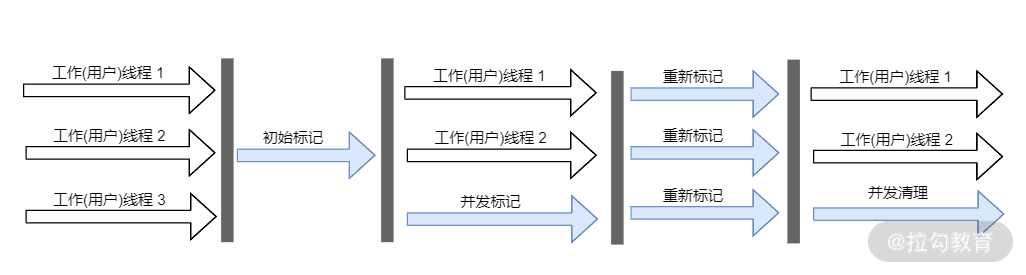 工作(用户)线程 1
工作(用户)线程 2
工作(用户)线程 3
初始标记
工作(用户)线程 1
工作(用户)线程 2
并发标记
重新标记
重新标记
重新标记
工作(用户)线程 1
工作(用户)线程 2
并发清理
@拉勾教育